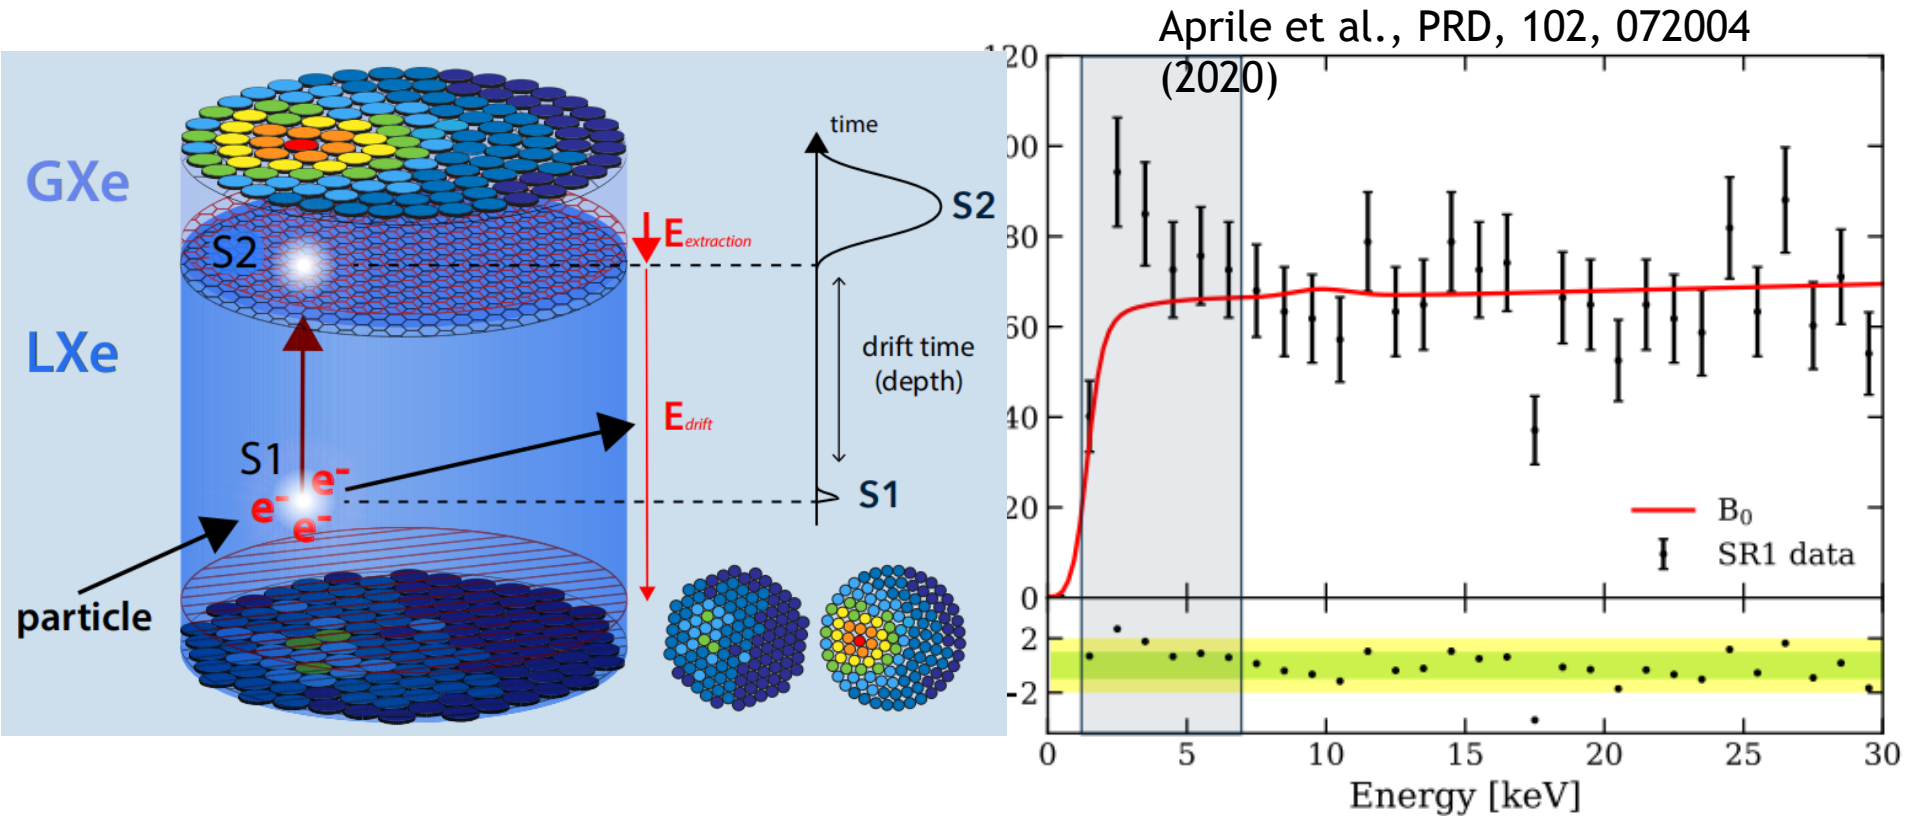 Aprile et al., PRD, 102, 072004
(2020)
GXe
LXe
S2
S1
e-
e-
e-
particle
E extraction
E drift
time
S2
drift time
(depth)
S1
120
00
80
60
40
20
0
2
-2
B0
SR1 data
0 5 10 15 20 25 30
Energy [keV]